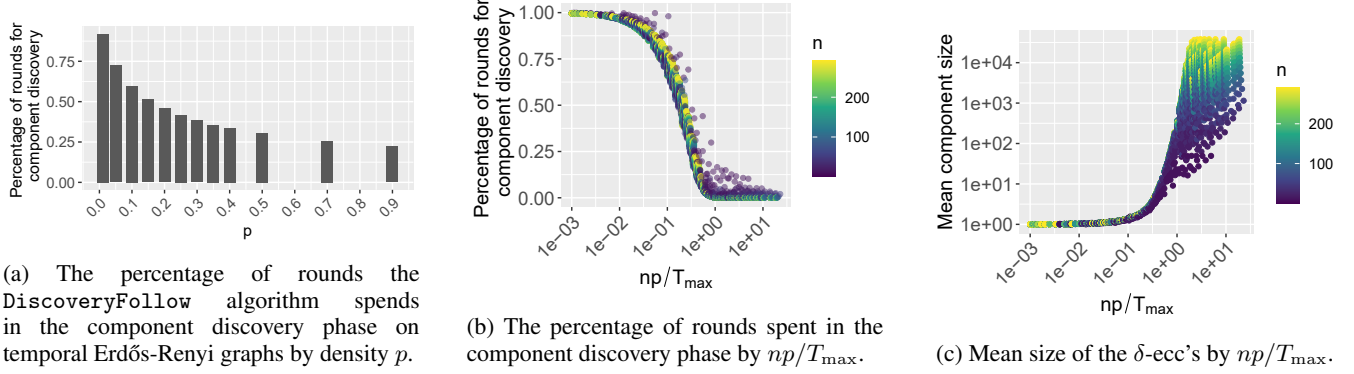 Percentage of rounds for
component discovery
0.75
0.50
0.25
0.00
0.0
0.1
0.2
0.3
0.4
0.5
0.6
0.7
0.8
0.9
p
(a) The percentage of rounds the
DiscoveryFollow algorithm spends
in the component discovery phase on
temporal Erdős-Renyi graphs by density p.
Percentage of rounds for
component discovery
1.00
0.75
0.50
0.25
0.00
1e−03
1e−02
1e−01
1e+00
1e+01
np/Tmax
n
200
100
(b) The percentage of rounds spent in the
component discovery phase by np/Tmax.
Mean component size
1e+04
1e+03
1e+02
1e+01
1e+00
1e−03
1e−02
1e−01
1e+00
1e+01
np/Tmax
n
200
100
(c) Mean size of the δ-ecc's by np/Tmax.